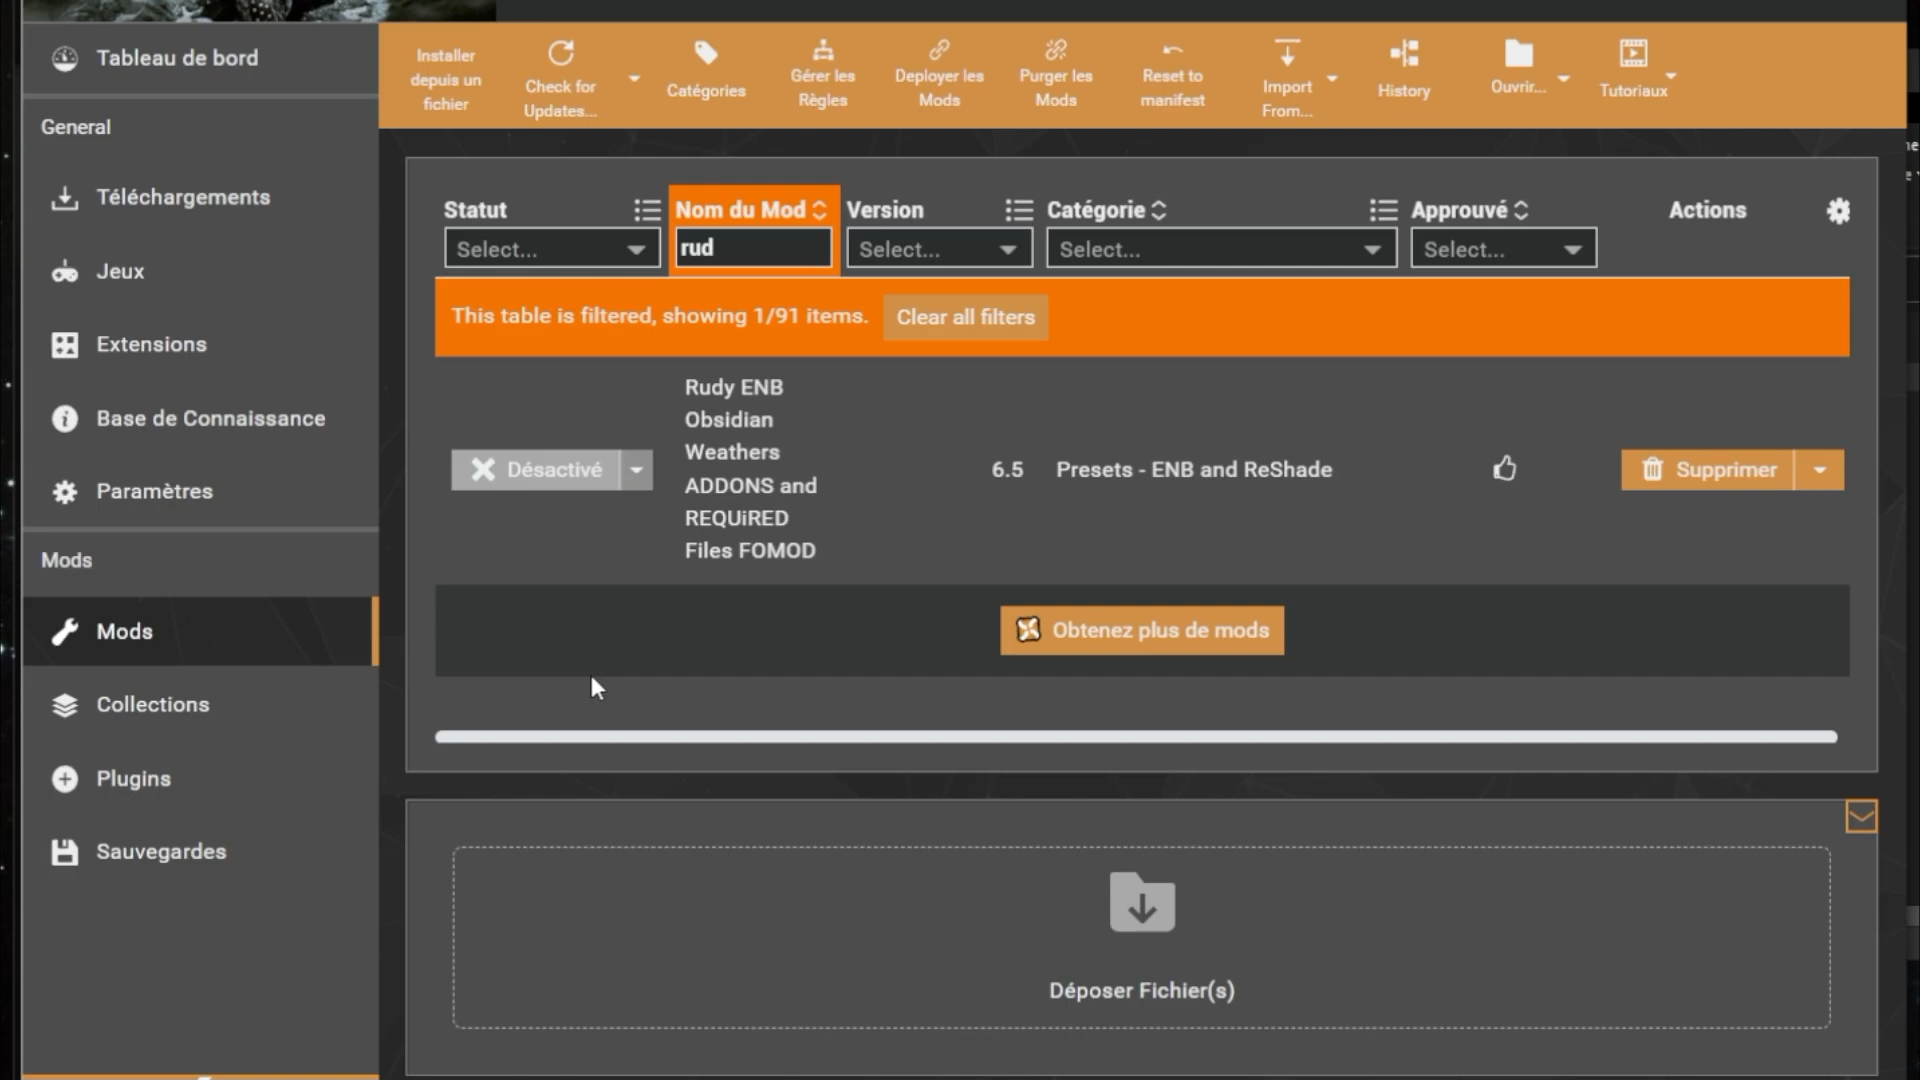 Tableau de bord
General
Téléchargements
Jeux
Extensions
Base de Connaissance
Paramètres
Mods
Mods
Collections
Plugins
Sauvegardes
Installer
depuis un
fichier
Check for
Updates...
Catégories
Gérer les
Règles
Deployer les
Mods
Purger les
Mods
Reset to
manifest
Import
From...
History
Ouvrir...
Tutoriaux
Statut
Nom du Mod
Version
Catégorie
Approuvé
Actions
Select...
rud
Select...
Select...
Select...
This table is filtered, showing 1/91 items.
Clear all filters
Désactivé
Rudy ENB
Obsidian
Weathers
ADDONS and
REQUiRED
Files FOMOD
6.5
Presets - ENB and ReShade
Supprimer
Obtenez plus de mods
Déposer Fichier(s)